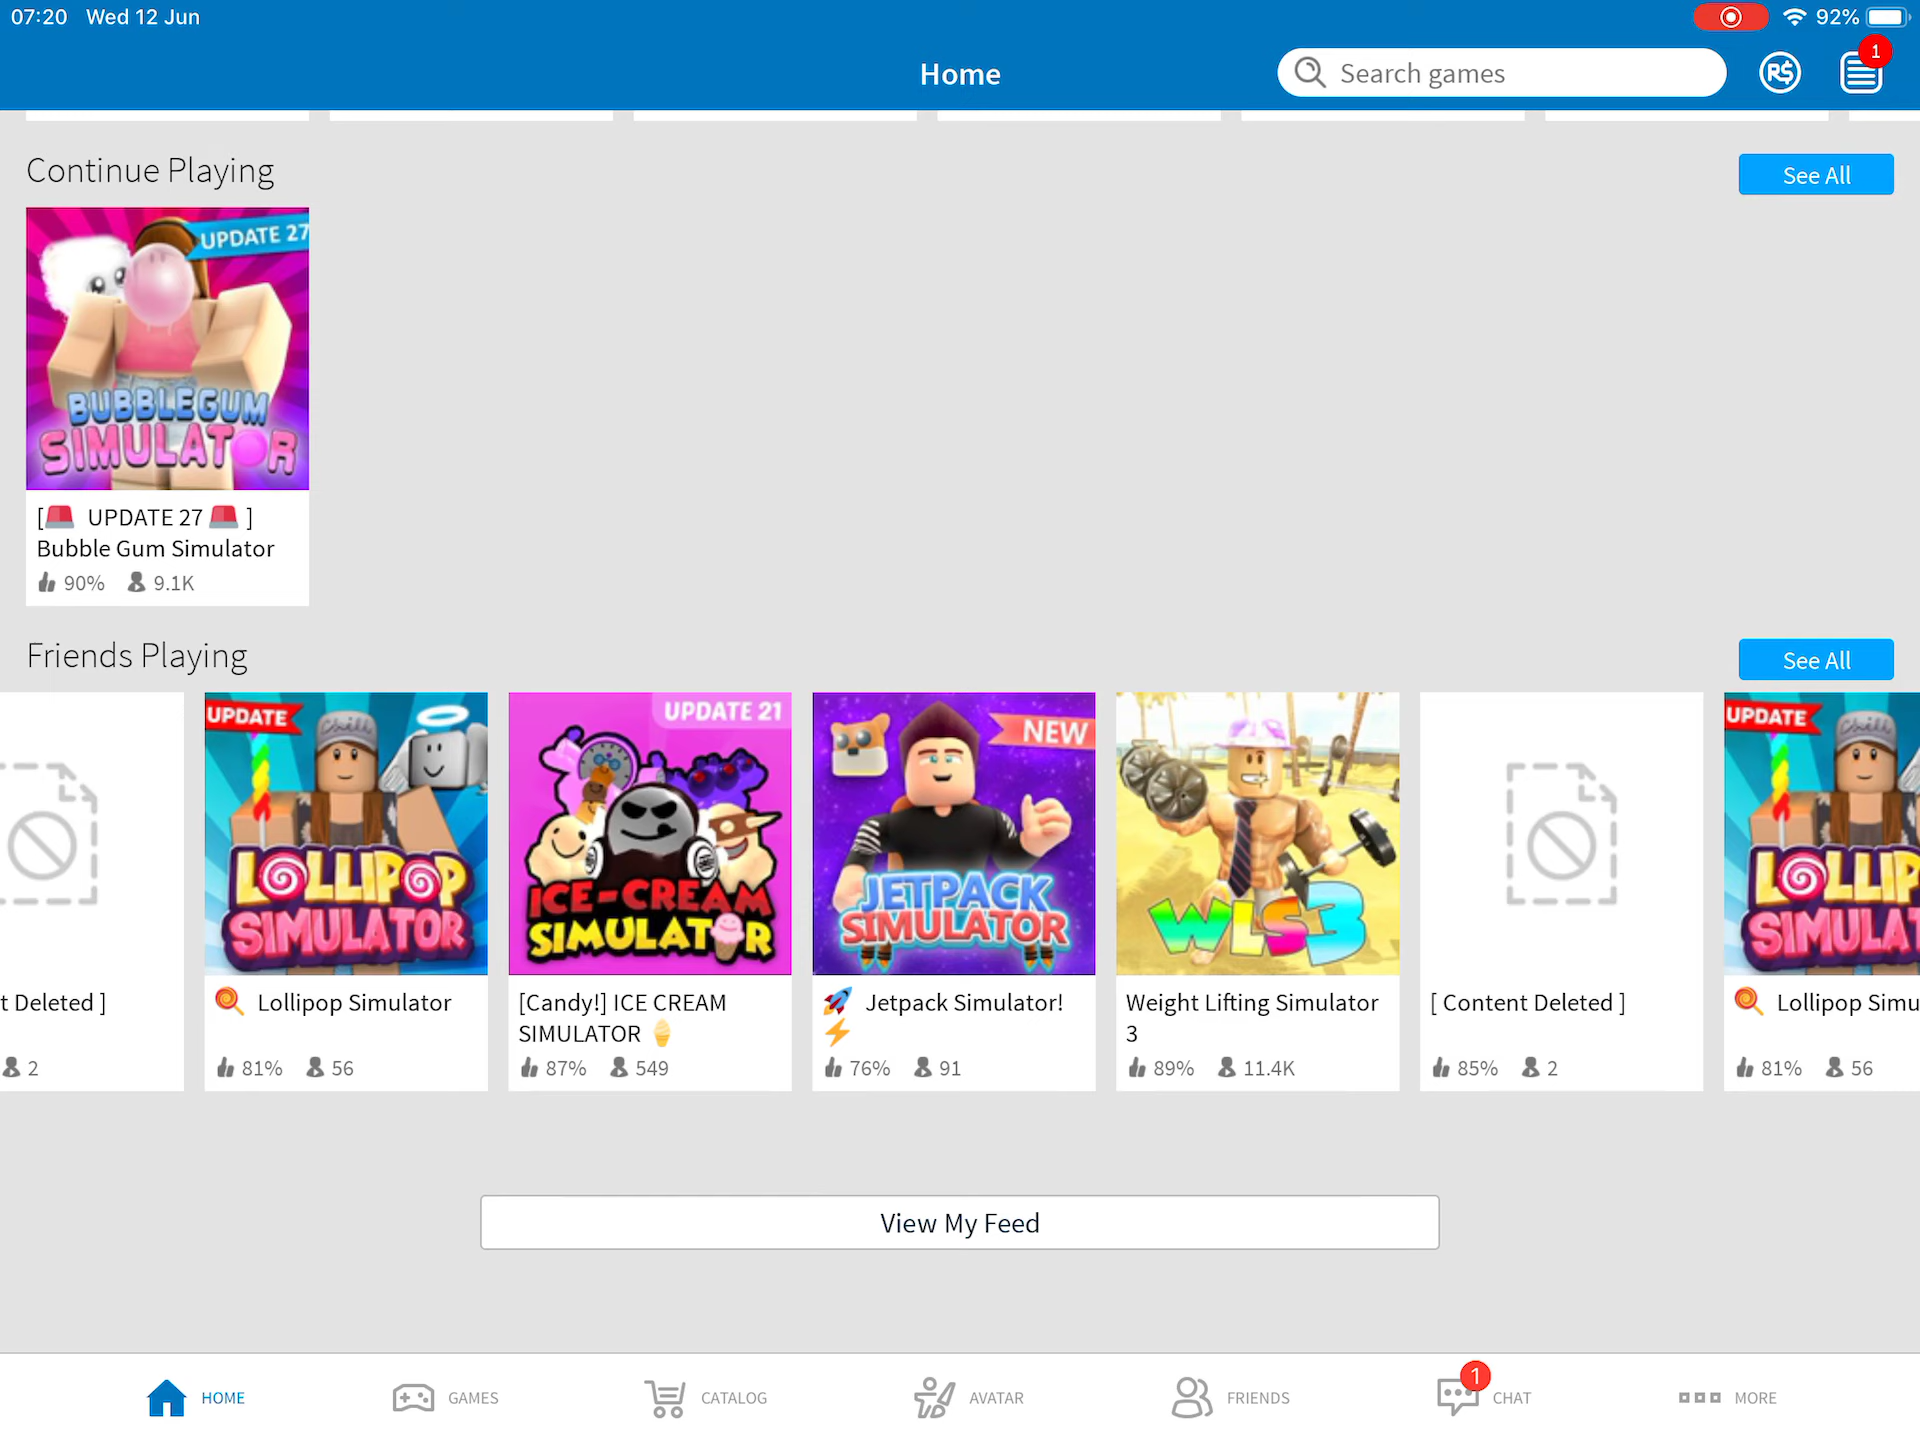 07:20 Wed 12 Jun
92%
Home
Search games
R$
1
Continue Playing
See All
UPDATE 27
BUBBLEGUM
SIMULATOR
[🚨 UPDATE 27 🚨 ]
Bubble Gum Simulator
90% 9.1K
Friends Playing
See All
t Deleted ]
2
UPDATE
Chill
LOLLIPOP
SIMULATOR
🍭 Lollipop Simulator
81% 56
UPDATE 21
ICE-CREAM
SIMULATOR
[Candy!] ICE CREAM
SIMULATOR 🍦
87% 549
NEW
JETPACK
SIMULATOR
🚀 Jetpack Simulator!
⚡
76% 91
WLS3
Weight Lifting Simulator
3
89% 11.4K
[ Content Deleted ]
85% 2
UPDATE
Chill
LOLLIP
SIMULAT
🍭 Lollipop Simu
81% 56
View My Feed
HOME
GAMES
CATALOG
AVATAR
FRIENDS
1
CHAT
MORE